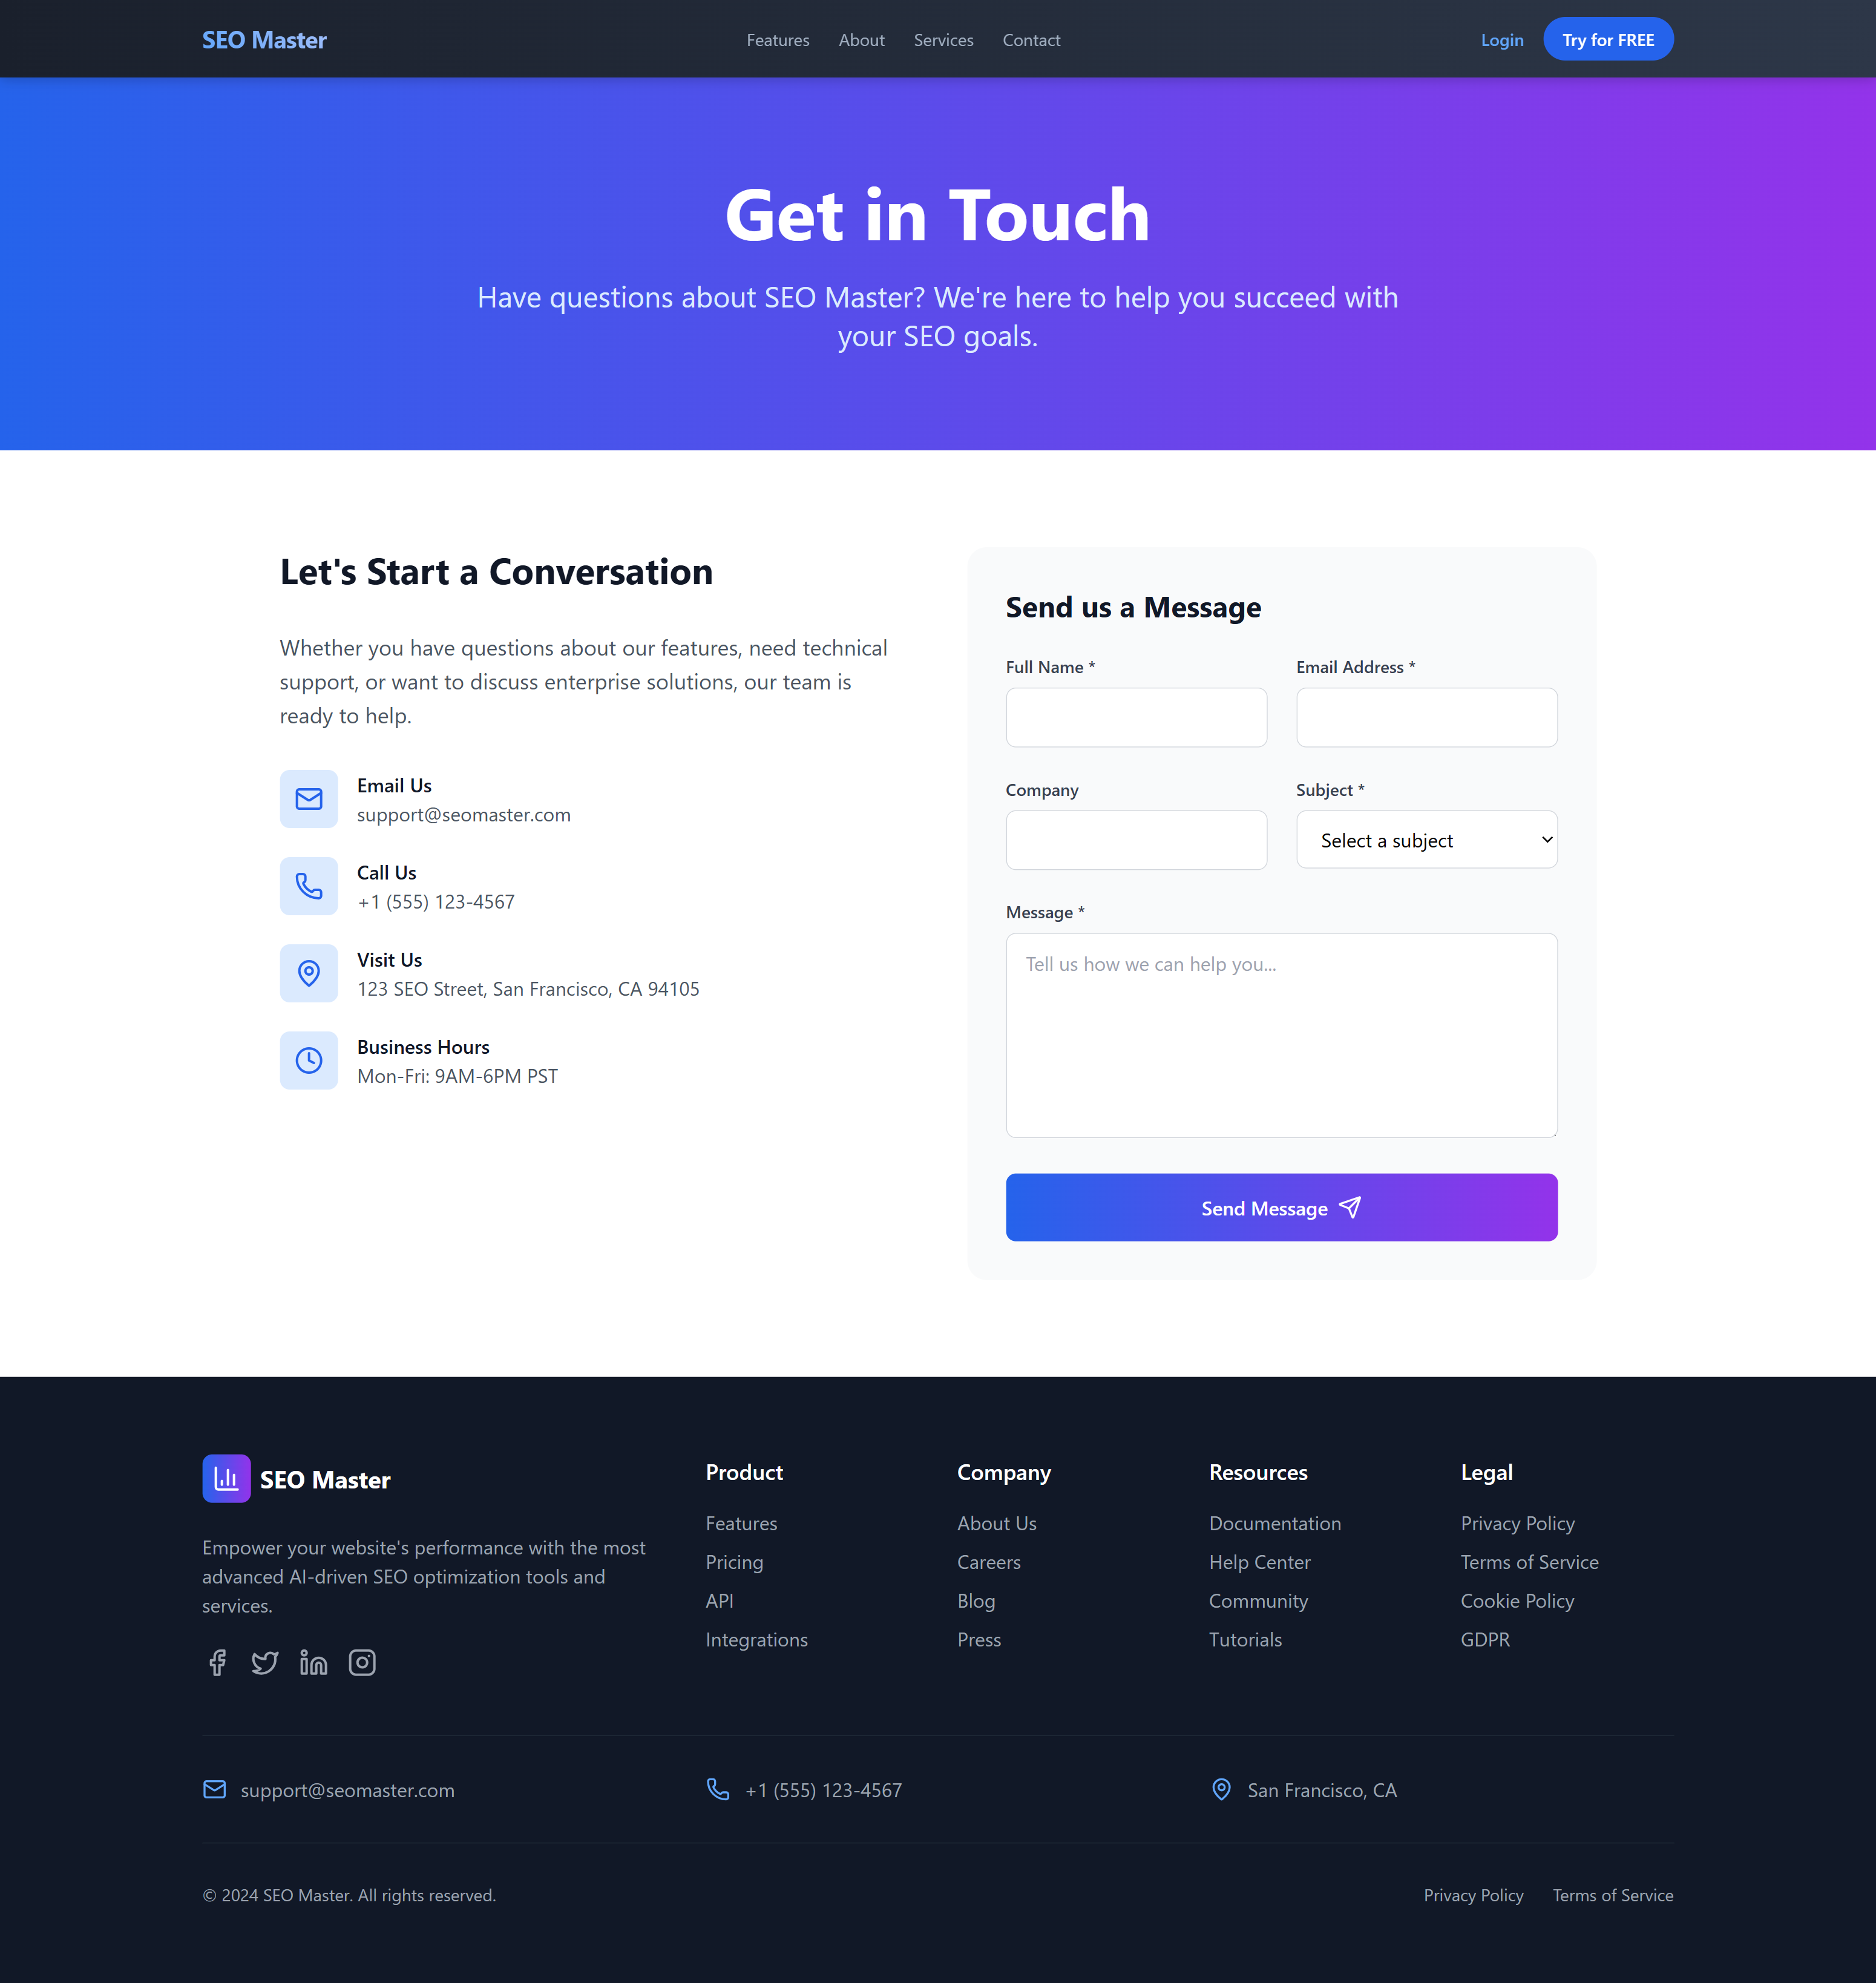 SEO Master
Features About Services Contact
Login Try for FREE
Get in Touch
Have questions about SEO Master? We're here to help you succeed with
your SEO goals.
Let's Start a Conversation
Whether you have questions about our features, need technical
support, or want to discuss enterprise solutions, our team is
ready to help.
Email Us
support@seomaster.com
Call Us
+1 (555) 123-4567
Visit Us
123 SEO Street, San Francisco, CA 94105
Business Hours
Mon-Fri: 9AM-6PM PST
Send us a Message
Full Name * Email Address *
Company Subject *
Select a subject
Message *
Tell us how we can help you...
Send Message
SEO Master
Empower your website's performance with the most
advanced AI-driven SEO optimization tools and
services.
Product
Features
Pricing
API
Integrations
Company
About Us
Careers
Blog
Press
Resources
Documentation
Help Center
Community
Tutorials
Legal
Privacy Policy
Terms of Service
Cookie Policy
GDPR
support@seomaster.com +1 (555) 123-4567 San Francisco, CA
© 2024 SEO Master. All rights reserved. Privacy Policy Terms of Service